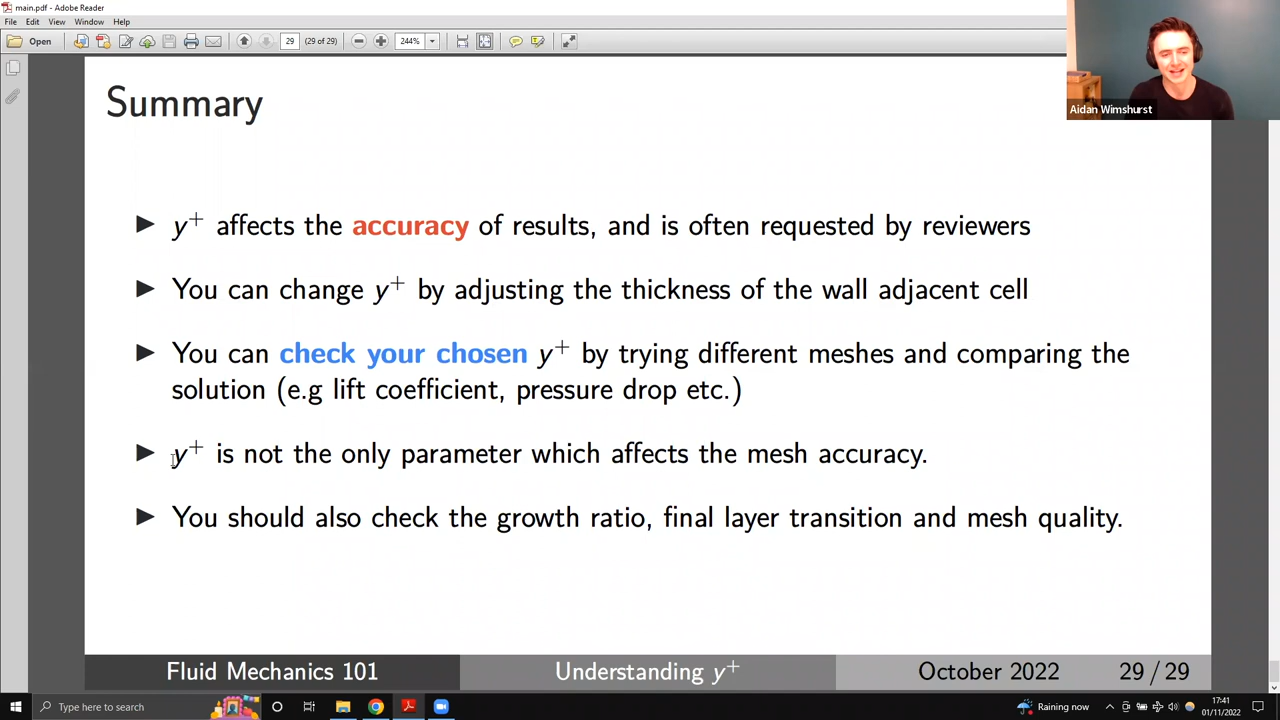 main.pdf - Adobe Reader
File Edit View Window Help
Open 29 (29 of 29) 244%
Aidan Wimshurst
Summary
▶ y⁺ affects the accuracy of results, and is often requested by reviewers
▶ You can change y⁺ by adjusting the thickness of the wall adjacent cell
▶ You can check your chosen y⁺ by trying different meshes and comparing the
solution (e.g lift coefficient, pressure drop etc.)
▶ y⁺ is not the only parameter which affects the mesh accuracy.
▶ You should also check the growth ratio, final layer transition and mesh quality.
Fluid Mechanics 101 Understanding y⁺ October 2022 29 / 29
Type here to search Raining now 17:41
01/11/2022